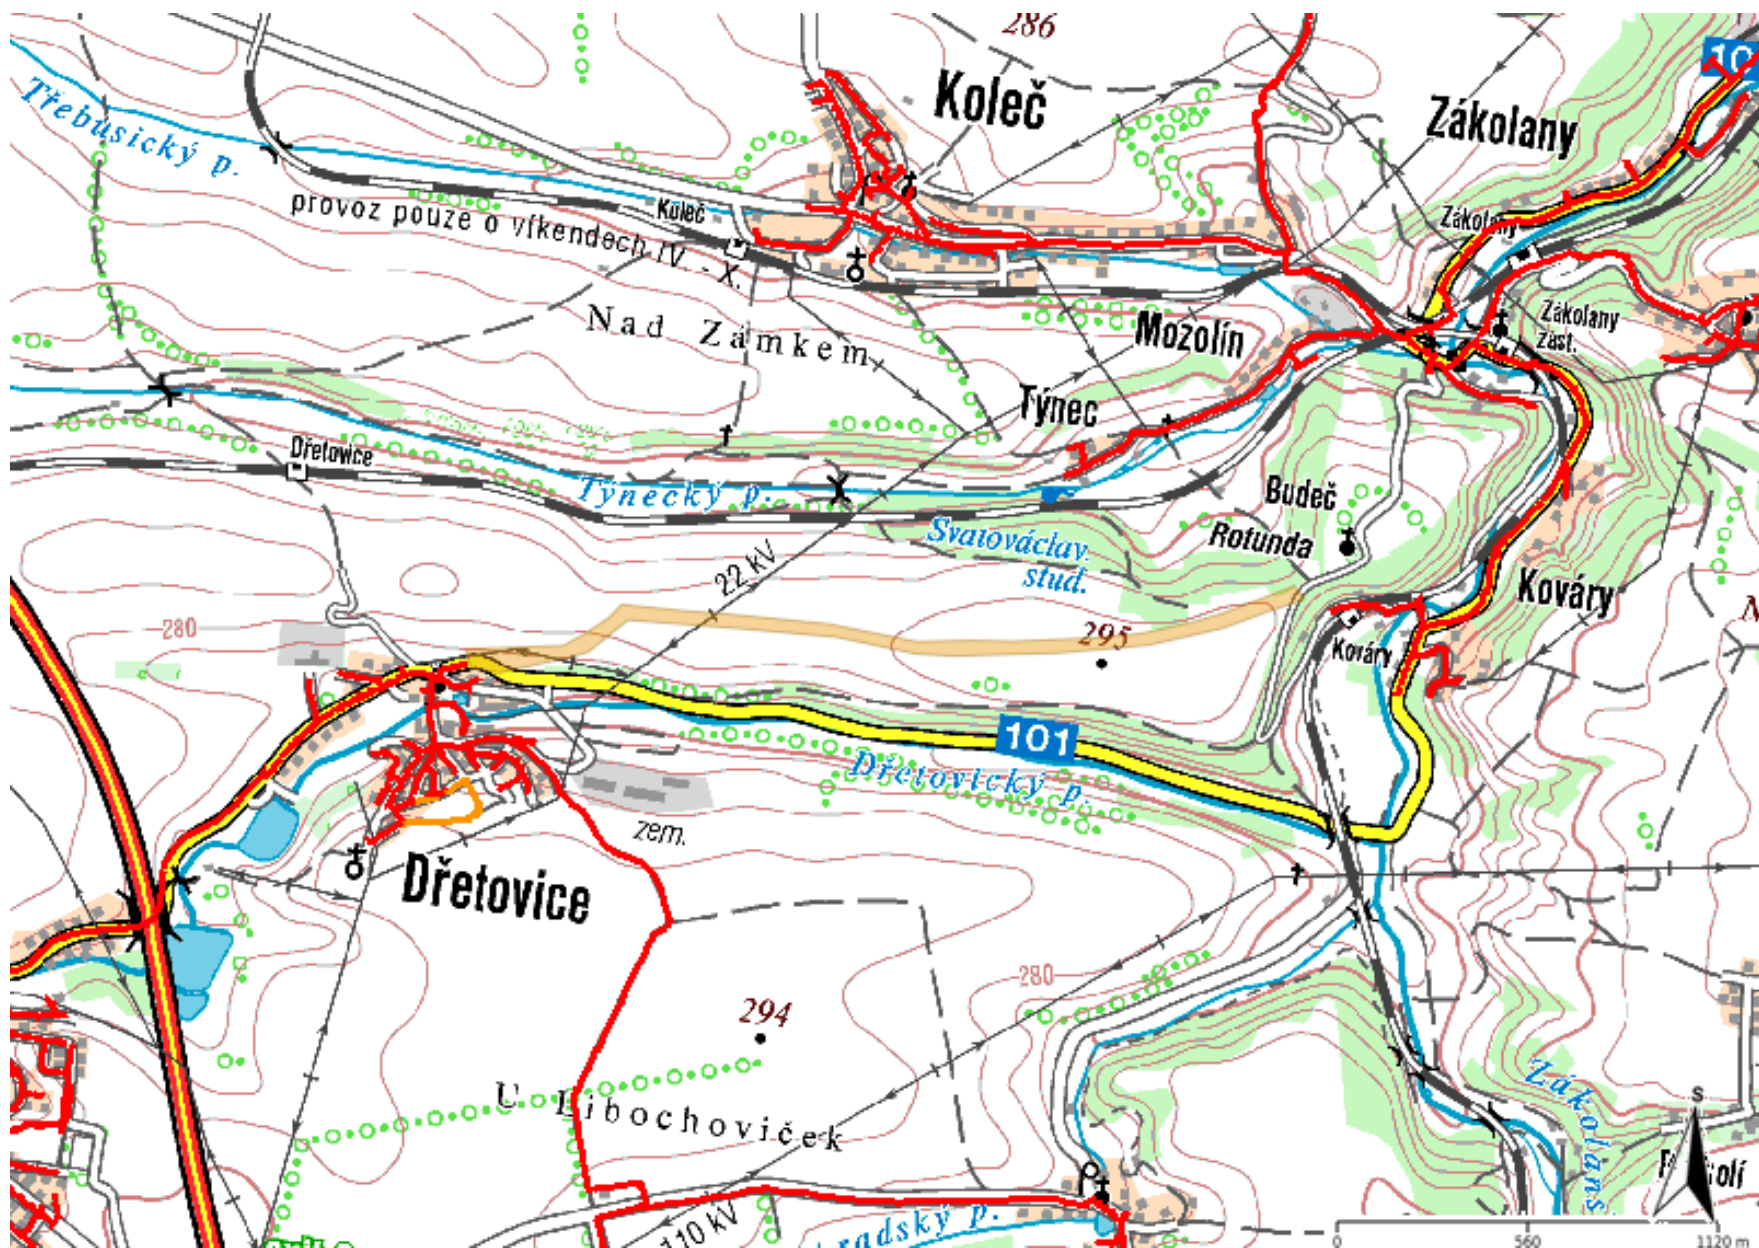 286
10
Koleč
Zákolany
Třebusický p.
Koleč
provoz pouze o víkendech IV. - X.
Zákolany
Zákolany
zast.
Nad Zámkem
Mozolín
Týnec
Dřetovice
Týnecký p.
Budeč
Rotunda
Svatováclav.
stud.
22 kV
Kováry
280
295
Kováry
101
Dřetovický p.
zem.
Dřetovice
280
294
U Libochoviček
S
110 kV
radský p.
0 560 1120 m